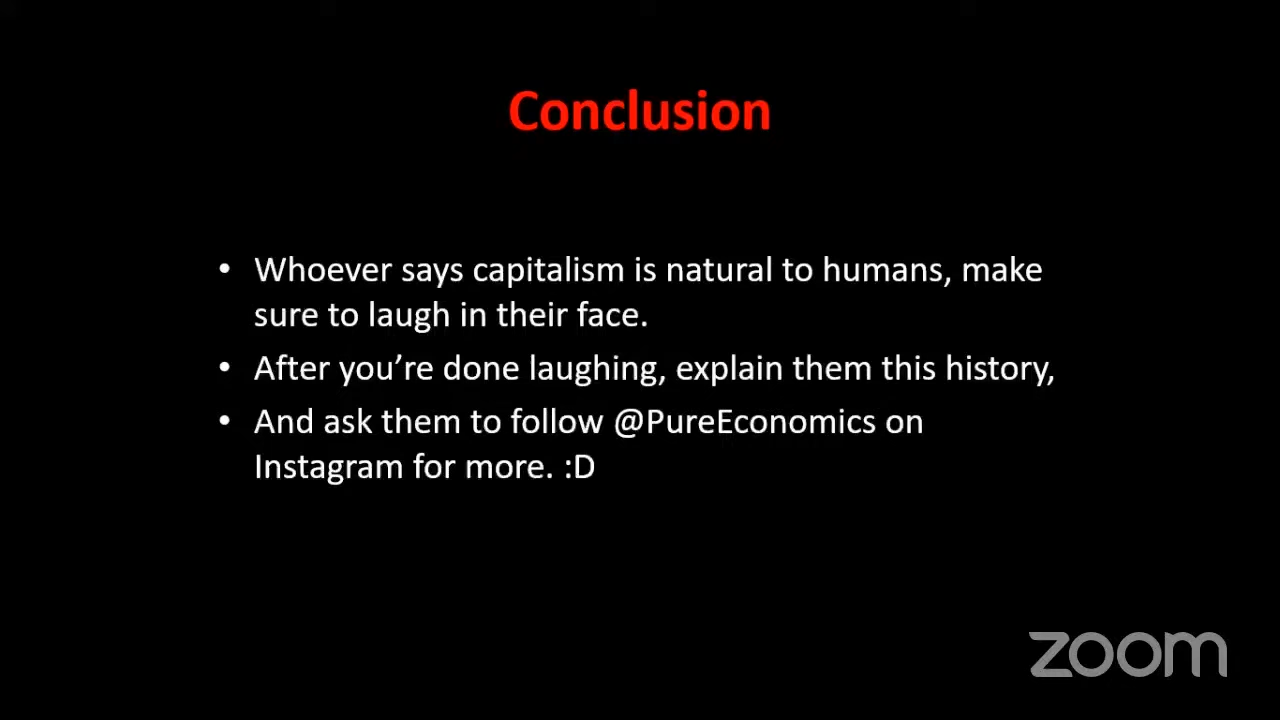 Conclusion
• Whoever says capitalism is natural to humans, make
sure to laugh in their face.
• After you’re done laughing, explain them this history,
• And ask them to follow @PureEconomics on
Instagram for more. :D
zoom